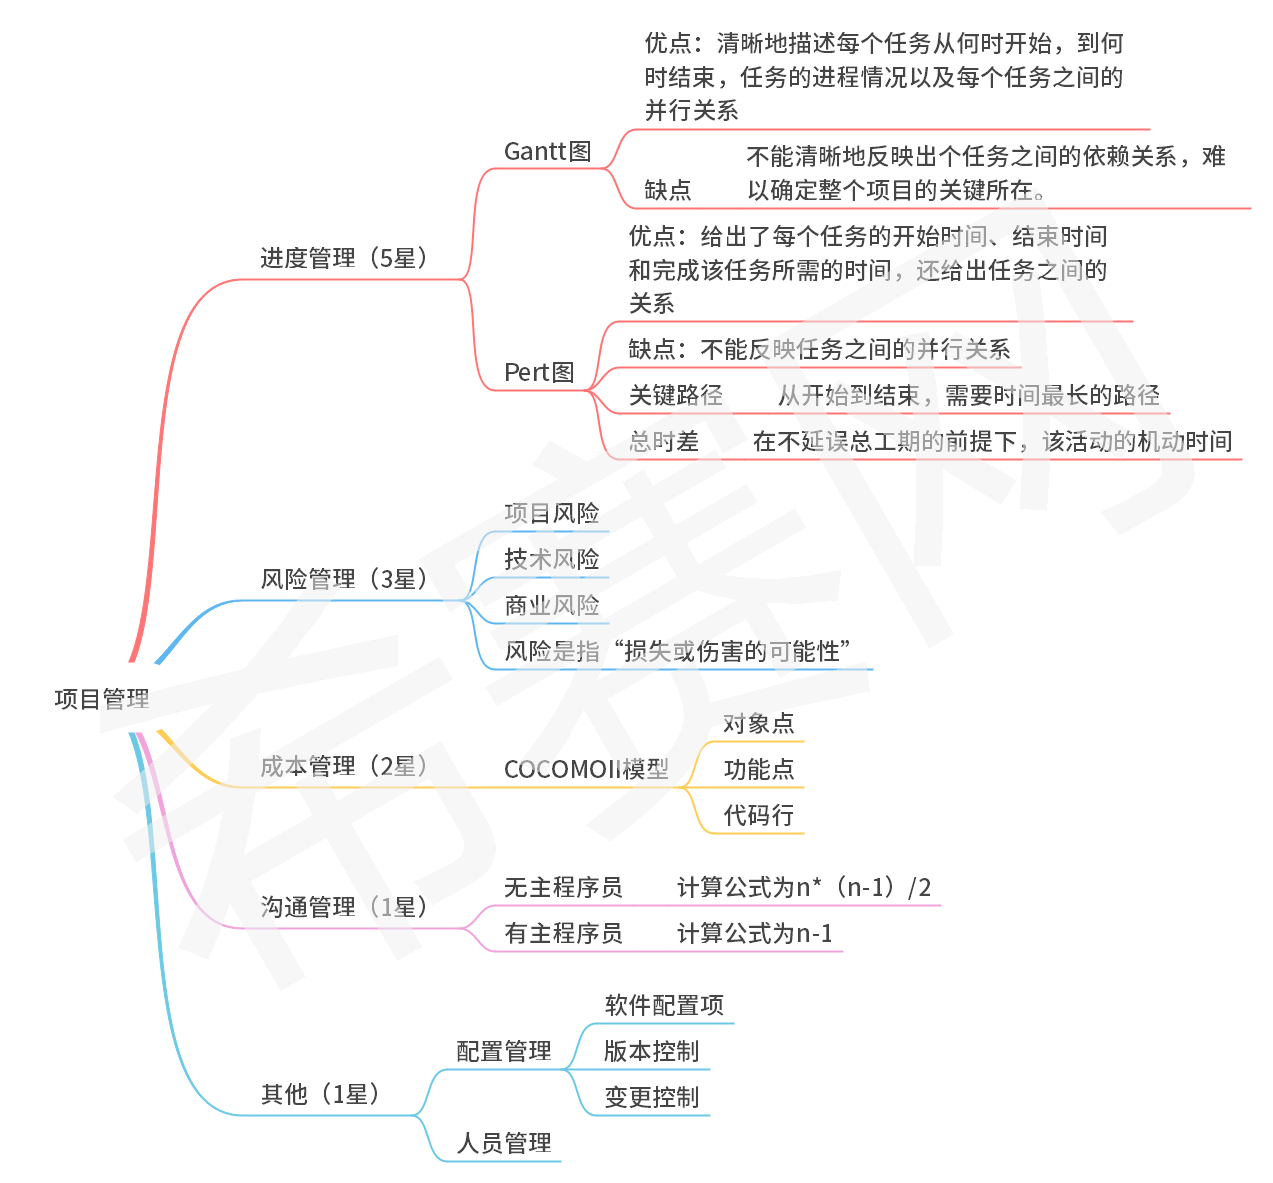 项目管理
进度管理（5星）
Gantt图
优点：清晰地描述每个任务从何时开始，到何
时结束，任务的进程情况以及每个任务之间的
并行关系
缺点
不能清晰地反映出个任务之间的依赖关系，难
以确定整个项目的关键所在。
Pert图
优点：给出了每个任务的开始时间、结束时间
和完成该任务所需的时间，还给出任务之间的
关系
缺点：不能反映任务之间的并行关系
关键路径 从开始到结束，需要时间最长的路径
总时差 在不延误总工期的前提下，该活动的机动时间
风险管理（3星）
项目风险
技术风险
商业风险
风险是指“损失或伤害的可能性”
成本管理（2星）
COCOMOII模型
对象点
功能点
代码行
沟通管理（1星）
无主程序员 计算公式为n*（n-1）/2
有主程序员 计算公式为n-1
其他（1星）
配置管理
软件配置项
版本控制
变更控制
人员管理
希赛网